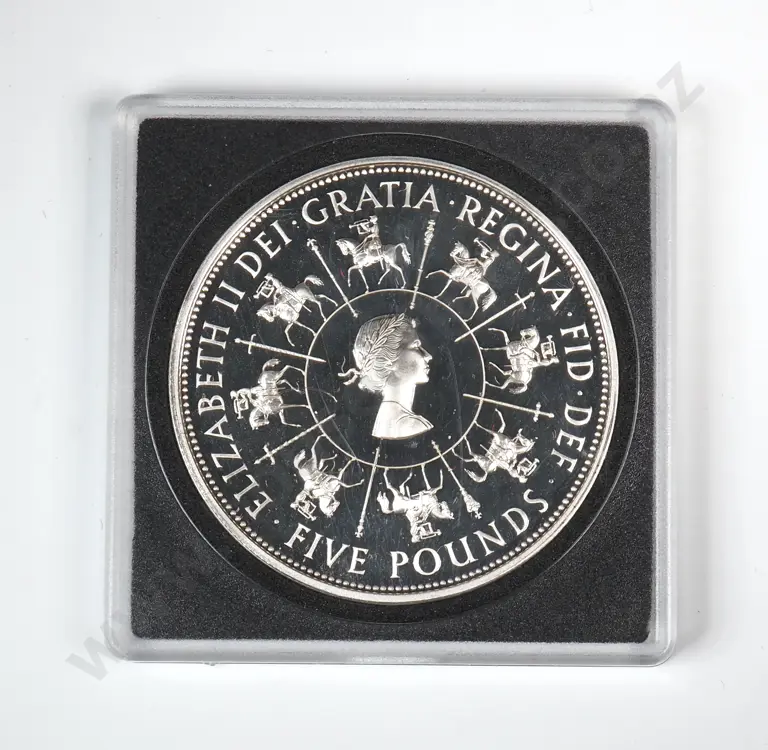 ELIZABETH II DEI · GRATIA · REGINA · FID · DEF ·
FIVE POUNDS